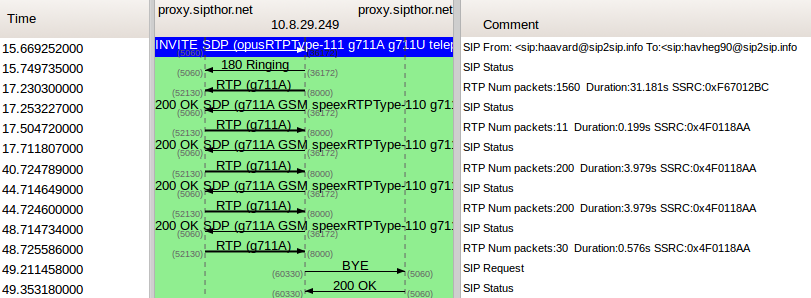 Time proxy.sipthor.net proxy.sipthor.net Comment
10.8.29.249
15.669252000 INVITE SDP (opusRTPType-111 g711A g711U telep SIP From: <sip:haavard@sip2sip.info To:<sip:havheg90@sip2sip.info
(5060)
15.749735000 180 Ringing SIP Status
(5060) (36172)
17.230300000 RTP (g711A) RTP Num packets:1560 Duration:31.181s SSRC:0xF67012BC
(52130) (8000)
17.253227000 200 OK SDP (g711A GSM speexRTPType-110 g711 SIP Status
(5060) (36172)
17.504720000 RTP (g711A) RTP Num packets:11 Duration:0.199s SSRC:0x4F0118AA
(52130) (8000)
17.711807000 200 OK SDP (g711A GSM speexRTPType-110 g711 SIP Status
(5060) (36172)
40.724789000 RTP (g711A) RTP Num packets:200 Duration:3.979s SSRC:0x4F0118AA
(52130) (8000)
44.714649000 200 OK SDP (g711A GSM speexRTPType-110 g711 SIP Status
(5060) (36172)
44.724600000 RTP (g711A) RTP Num packets:200 Duration:3.979s SSRC:0x4F0118AA
(52130) (8000)
48.714734000 200 OK SDP (g711A GSM speexRTPType-110 g711 SIP Status
(5060) (36172)
48.725586000 RTP (g711A) RTP Num packets:30 Duration:0.576s SSRC:0x4F0118AA
(52130) (8000)
49.211458000 BYE SIP Request
(60330) (5060)
49.353180000 200 OK SIP Status
(60330) (5060)